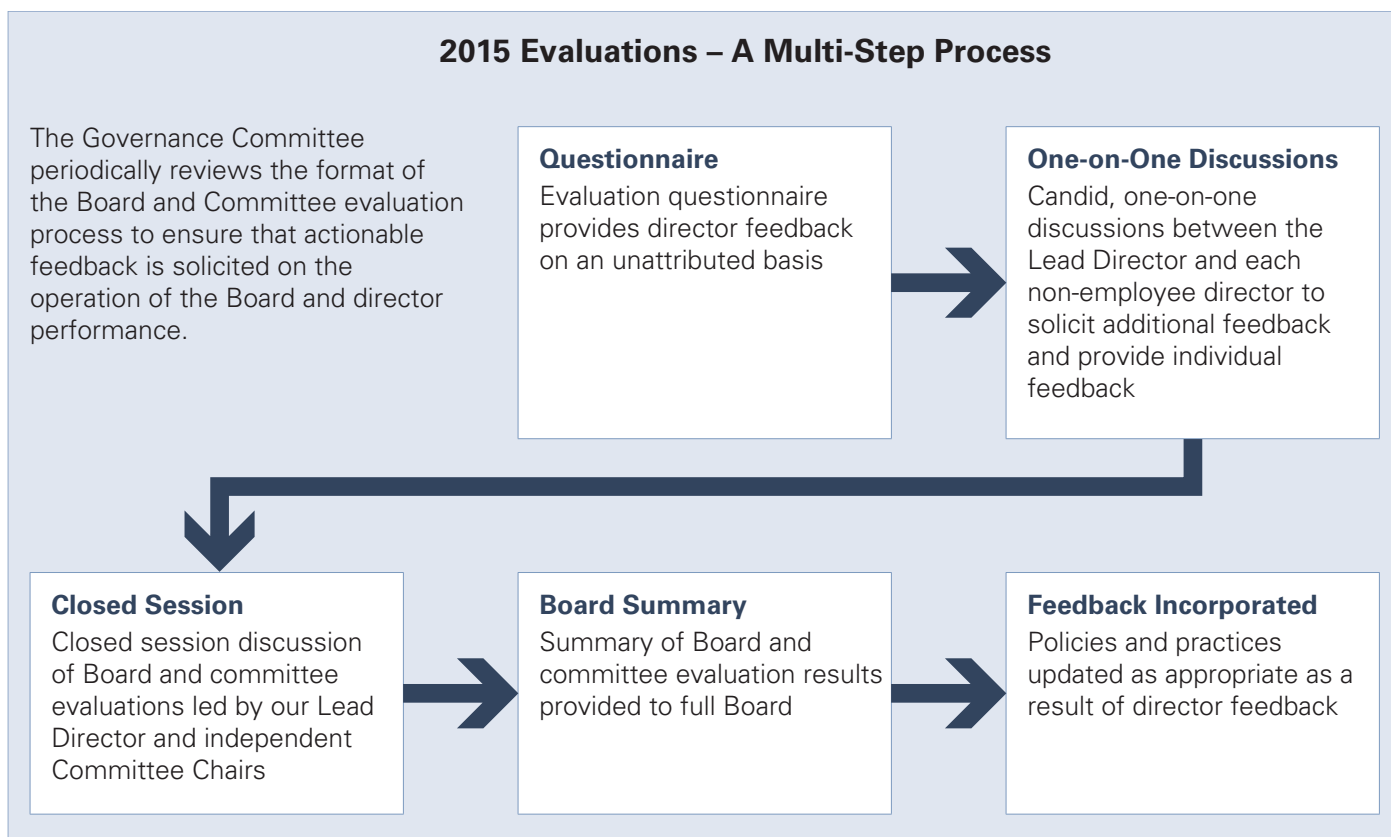 2015 Evaluations – A Multi-Step Process
The Governance Committee
periodically reviews the format of
the Board and Committee evaluation
process to ensure that actionable
feedback is solicited on the
operation of the Board and director
performance.
Questionnaire
Evaluation questionnaire
provides director feedback
on an unattributed basis
One-on-One Discussions
Candid, one-on-one
discussions between the
Lead Director and each
non-employee director to
solicit additional feedback
and provide individual
feedback
Closed Session
Closed session discussion
of Board and committee
evaluations led by our Lead
Director and independent
Committee Chairs
Board Summary
Summary of Board and
committee evaluation results
provided to full Board
Feedback Incorporated
Policies and practices
updated as appropriate as a
result of director feedback